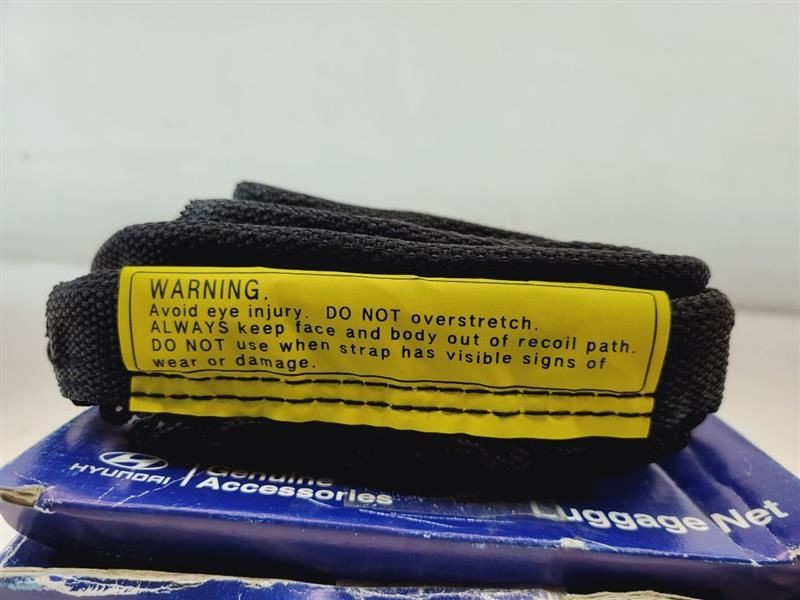 WARNING.
Avoid eye injury. DO NOT overstretch.
ALWAYS keep face and body out of recoil path.
DO NOT use when strap has visible signs of
wear or damage.
HYUNDAI
Genuine
Accessories
Luggage Net